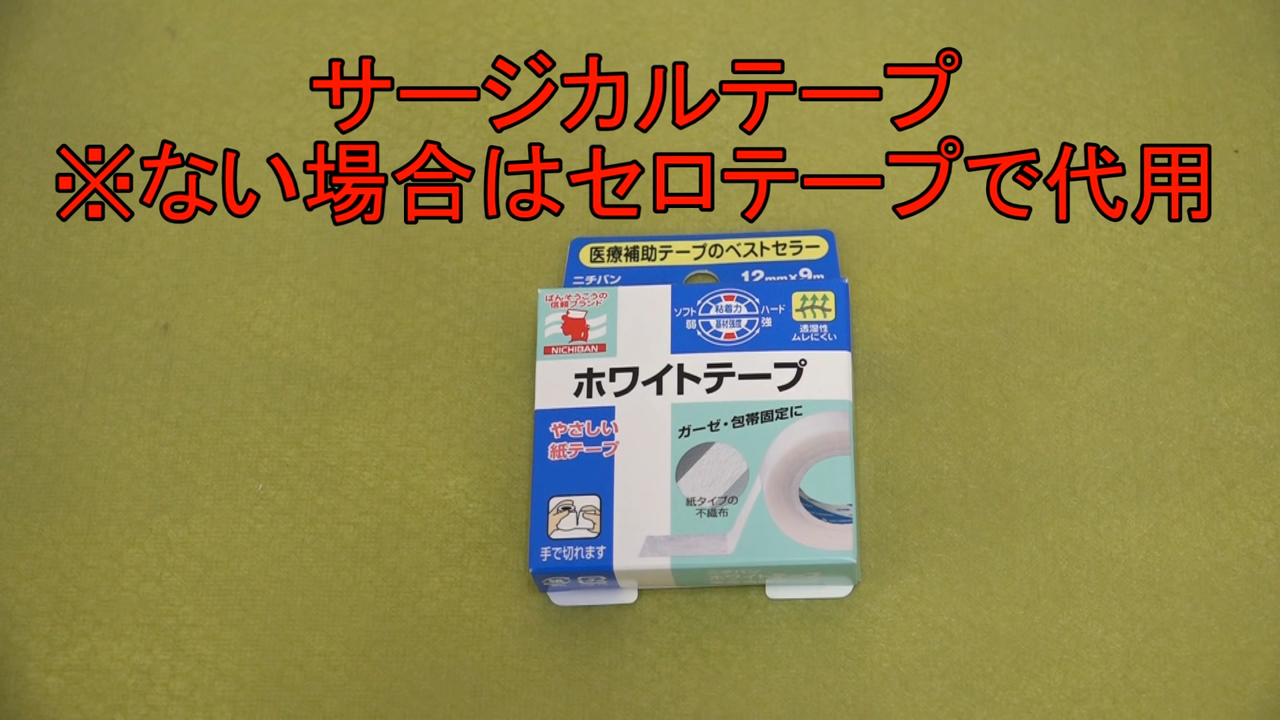 サージカルテープ
※ない場合はセロテープで代用
医療補助テープのベストセラー
ニチバン
12mm×9m
ばんそうこうの
信頼ブランド
NICHIBAN
ソフト 粘着力 ハード
弱 基材強度 強
透湿性
ムレにくい
ホワイトテープ
やさしい
紙テープ
ガーゼ・包帯固定に
紙タイプの
不織布
手で切れます